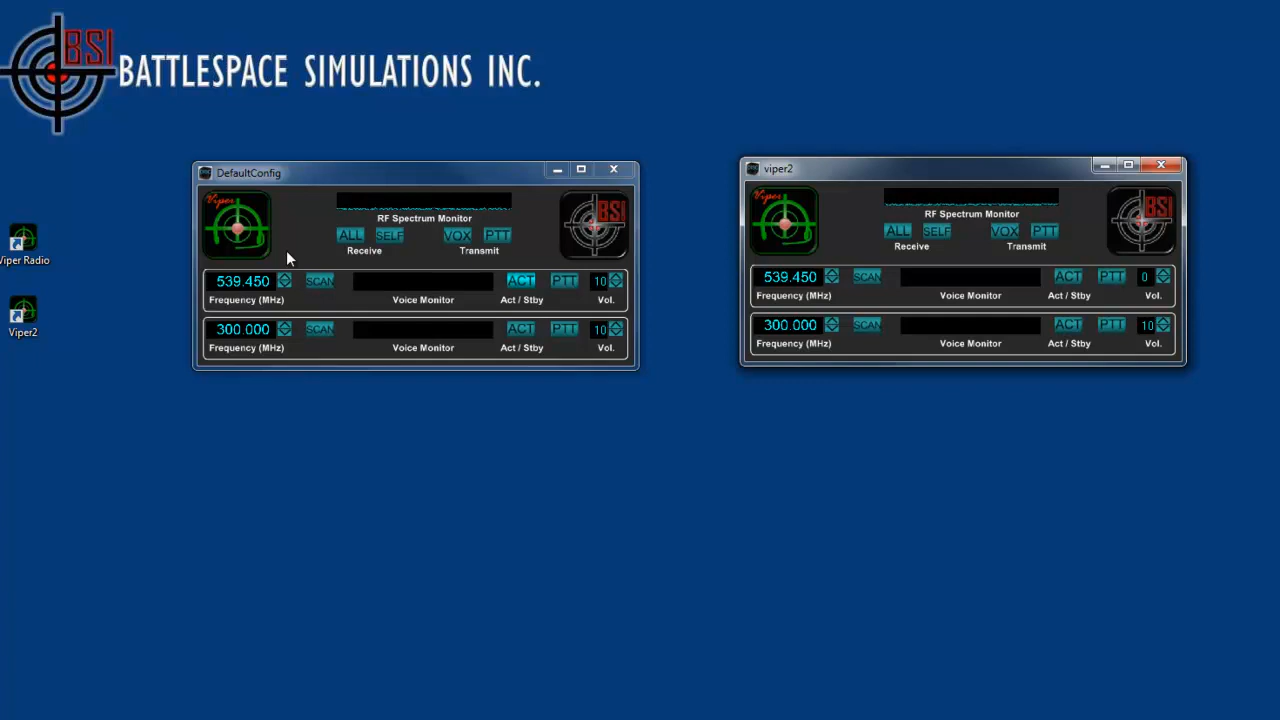 BSI
BATTLESPACE SIMULATIONS INC.
Viper Radio
Viper2
DefaultConfig
Viper
RF Spectrum Monitor
BSI
ALL SELF VOX PTT
Receive Transmit
539.450 SCAN ACT PTT 10
Frequency (MHz) Voice Monitor Act / Stby Vol.
300.000 SCAN ACT PTT 10
Frequency (MHz) Voice Monitor Act / Stby Vol.
viper2
Viper
RF Spectrum Monitor
BSI
ALL SELF VOX PTT
Receive Transmit
539.450 SCAN ACT PTT 0
Frequency (MHz) Voice Monitor Act / Stby Vol.
300.000 SCAN ACT PTT 10
Frequency (MHz) Voice Monitor Act / Stby Vol.